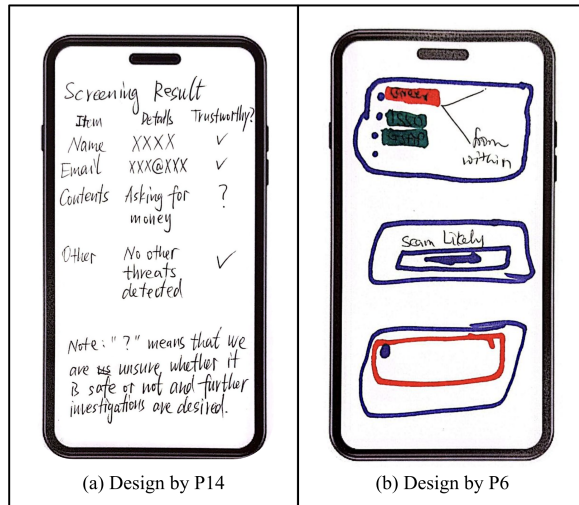 Screening Result
Item Details Trustworthy?
Name XXXX ✓
Email XXX@XXX ✓
Contents Asking for ?
money
Other No other ✓
threats
detected
Note: "?" means that we
are unsure whether it
is safe or not and further
investigations are desired.
from
within
Scam Likely
(a) Design by P14
(b) Design by P6